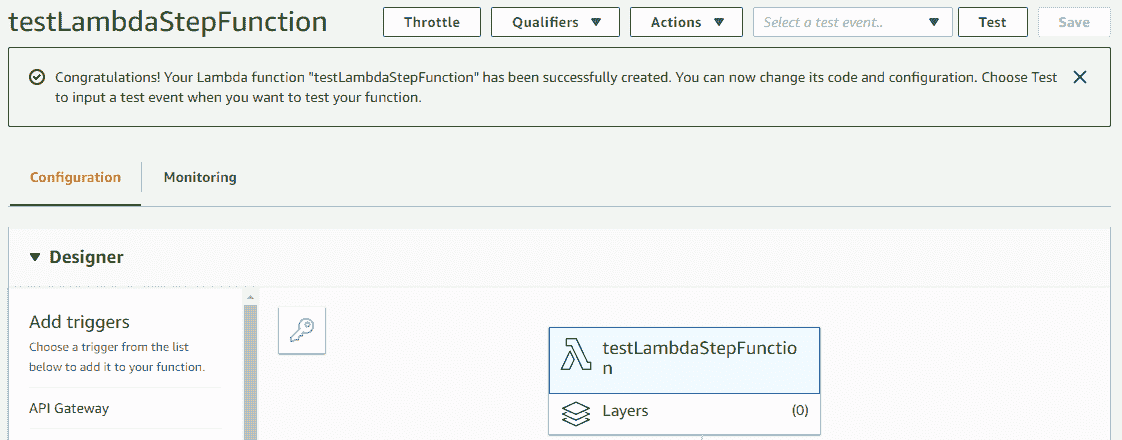 testLambdaStepFunction
Throttle
Qualifiers
Actions
Select a test event..
Test
Save
Congratulations! Your Lambda function "testLambdaStepFunction" has been successfully created. You can now change its code and configuration. Choose Test
to input a test event when you want to test your function.
Configuration
Monitoring
Designer
Add triggers
Choose a trigger from the list
below to add it to your function.
API Gateway
testLambdaStepFunctio
n
Layers
(0)